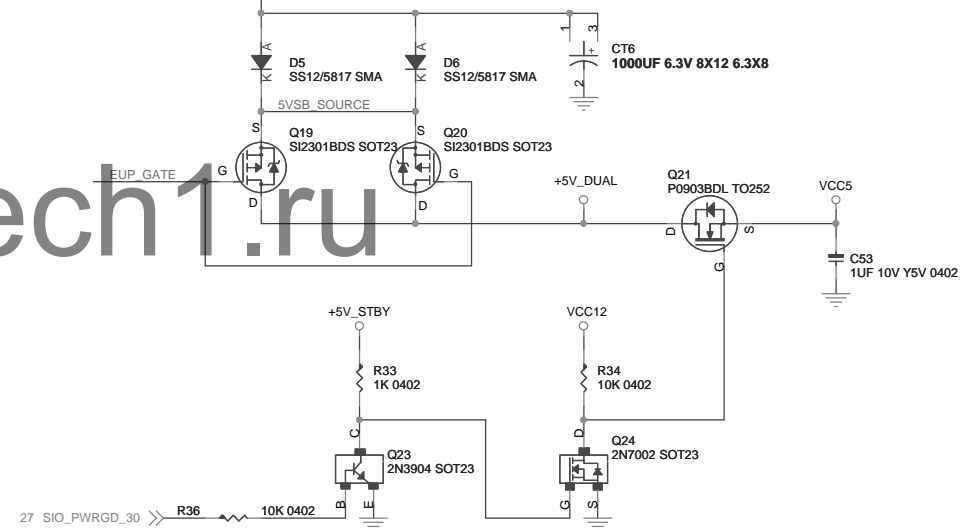 A
A
1
3
D5
SS12/5817 SMA
K
D6
SS12/5817 SMA
K
+
CT6
1000UF 6.3V 8X12 6.3X8
2
5VSB_SOURCE
S
Q19
SI2301BDS SOT23
S
Q20
SI2301BDS SOT23
EUP_GATE
G
G
D
D
ech1.ru
+5V_DUAL
Q21
P0903BDL TO252
VCC5
D
S
G
C53
1UF 10V Y5V 0402
+5V_STBY
VCC12
R33
1K 0402
R34
10K 0402
C
Q23
2N3904 SOT23
B
E
D
Q24
2N7002 SOT23
G
S
27 SIO_PWRGD_30
R36
10K 0402